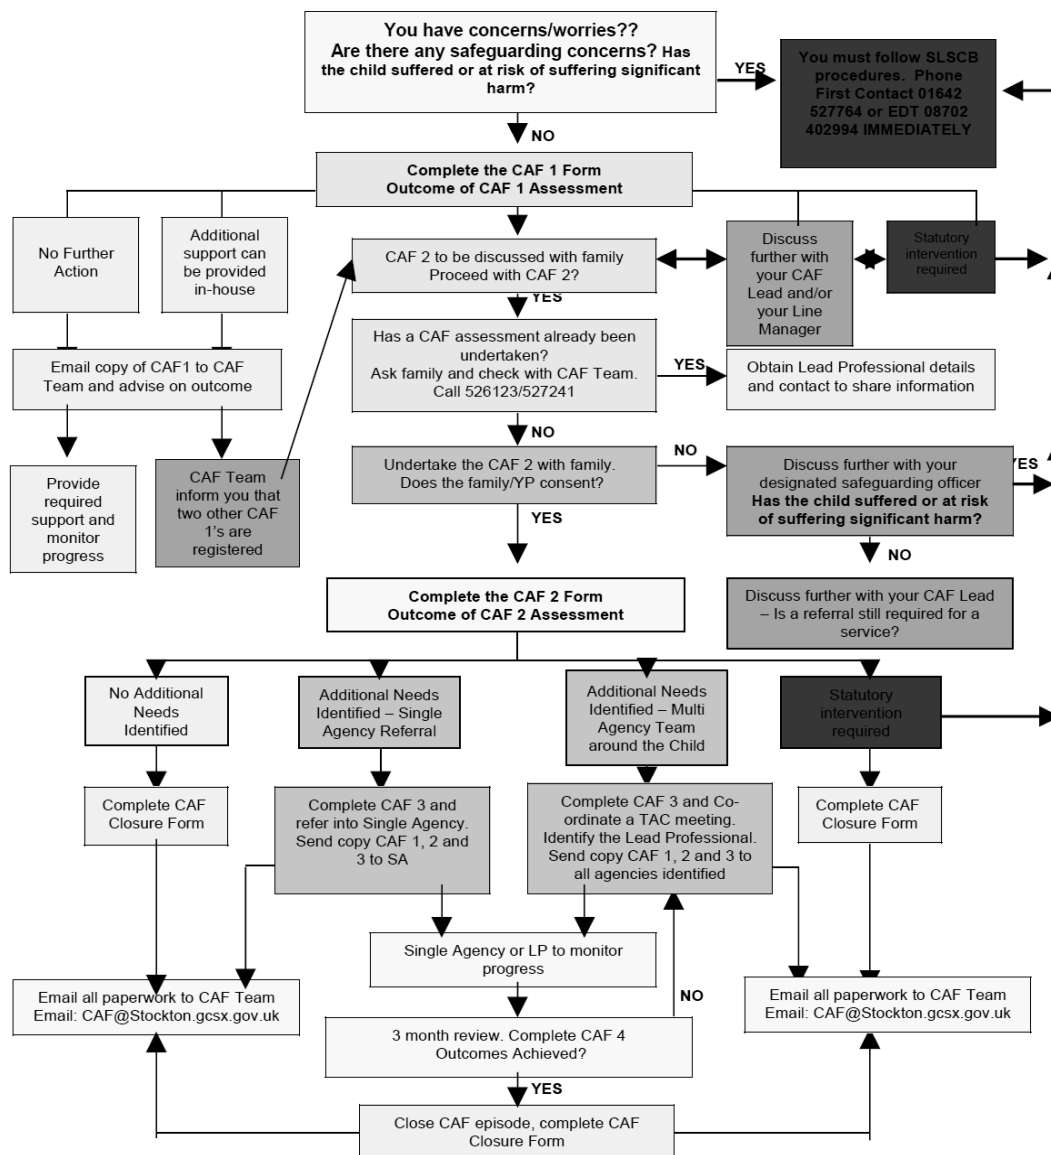 You have concerns/worries??
Are there any safeguarding concerns? Has
the child suffered or at risk of suffering significant
harm?
YES
You must follow SLSCB
procedures. Phone
First Contact 01642
527764 or EDT 08702
402994 IMMEDIATELY
NO
Complete the CAF 1 Form
Outcome of CAF 1 Assessment
No Further
Action
Additional
support can
be provided
in-house
CAF 2 to be discussed with family
Proceed with CAF 2?
Discuss
further with
your CAF
Lead and/or
your Line
Manager
Statutory
intervention
required
YES
Has a CAF assessment already been
undertaken?
Ask family and check with CAF Team.
Call 526123/527241
YES
Obtain Lead Professional details
and contact to share information
Email copy of CAF1 to CAF
Team and advise on outcome
NO
Provide
required
support and
monitor
progress
CAF Team
inform you that
two other CAF
1's are
registered
Undertake the CAF 2 with family.
Does the family/YP consent?
NO
Discuss further with your
designated safeguarding officer
Has the child suffered or at risk
of suffering significant harm?
YES
YES
NO
Complete the CAF 2 Form
Outcome of CAF 2 Assessment
Discuss further with your CAF Lead
– Is a referral still required for a
service?
No Additional
Needs
Identified
Additional Needs
Identified – Single
Agency Referral
Additional Needs
Identified – Multi
Agency Team
around the Child
Statutory
intervention
required
Complete CAF
Closure Form
Complete CAF 3 and
refer into Single Agency.
Send copy CAF 1, 2 and
3 to SA
Complete CAF 3 and Co-
ordinate a TAC meeting.
Identify the Lead Professional.
Send copy CAF 1, 2 and 3 to
all agencies identified
Complete CAF
Closure Form
Single Agency or LP to monitor
progress
NO
Email all paperwork to CAF Team
Email: CAF@Stockton.gcsx.gov.uk
Email all paperwork to CAF Team
Email: CAF@Stockton.gcsx.gov.uk
3 month review. Complete CAF 4
Outcomes Achieved?
YES
Close CAF episode, complete CAF
Closure Form